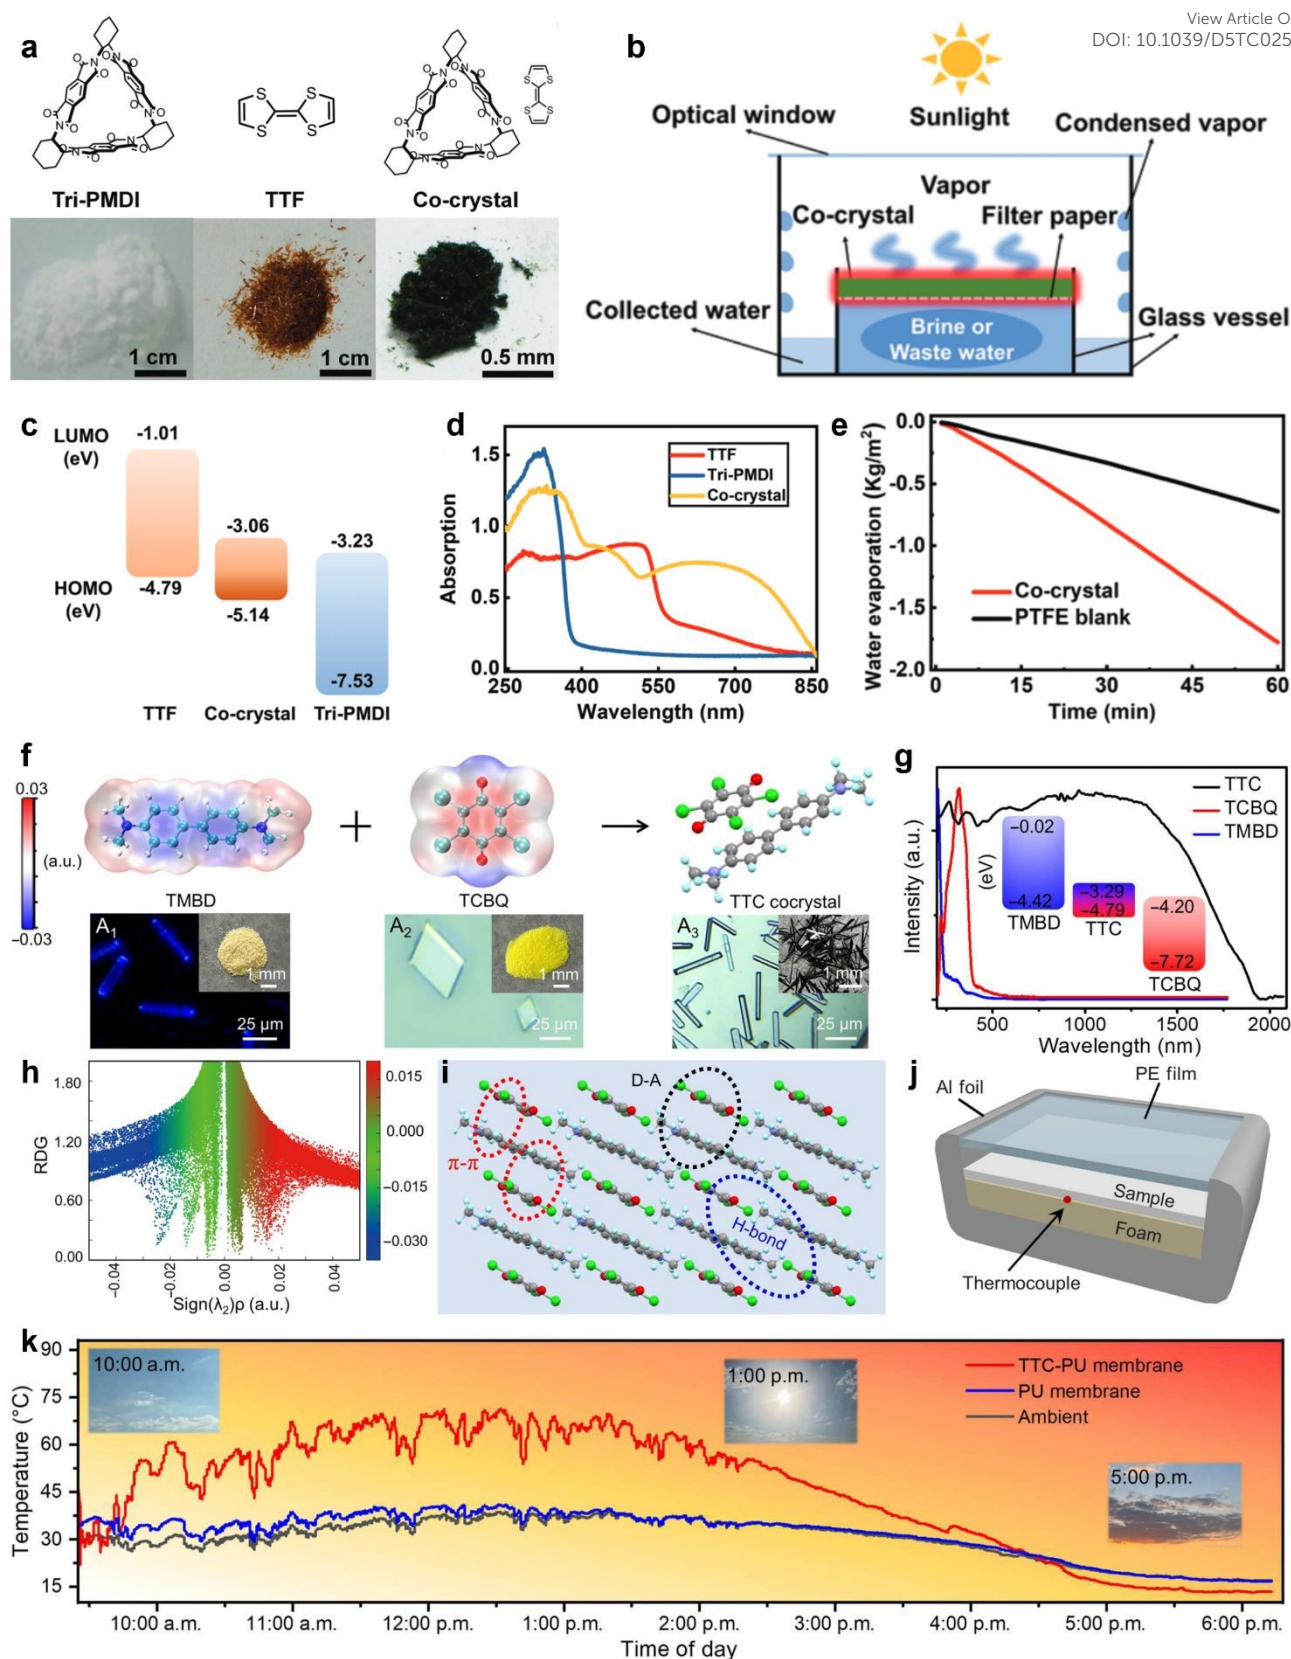 View Article O
DOI: 10.1039/D5TC025
a
Tri-PMDI
TTF
Co-crystal
1 cm
1 cm
0.5 mm
b
Sunlight
Optical window
Condensed vapor
Vapor
Co-crystal
Filter paper
Collected water
Brine or
Waste water
Glass vessel
c
LUMO
(eV)
-1.01
-3.06
-3.23
HOMO
(eV)
-4.79
-5.14
-7.53
TTF
Co-crystal
Tri-PMDI
d
Absorption
1.5
1.0
0.5
0.0
TTF
Tri-PMDI
Co-crystal
250
400
550
700
850
Wavelength (nm)
e
Water evaporation (Kg/m²)
0.0
-0.5
-1.0
-1.5
-2.0
Co-crystal
PTFE blank
0
15
30
45
60
Time (min)
f
0.03
(a.u.)
−0.03
TMBD
+
TCBQ
TTC cocrystal
A₁
1 mm
25 μm
A₂
1 mm
25 μm
A₃
1 mm
25 μm
g
Intensity (a.u.)
TTC
TCBQ
TMBD
(eV)
−0.02
−4.42
TMBD
−3.29
−4.79
TTC
−4.20
−7.72
TCBQ
500
1000
1500
2000
Wavelength (nm)
h
RDG
1.80
1.20
0.60
0.00
-0.04
-0.02
0.00
0.02
0.04
Sign(λ₂)ρ (a.u.)
0.015
0.000
−0.015
−0.030
i
D-A
π-π
H-bond
j
Al foil
PE film
Sample
Foam
Thermocouple
k
Temperature (°C)
90
75
60
45
30
15
10:00 a.m.
1:00 p.m.
5:00 p.m.
TTC-PU membrane
PU membrane
Ambient
10:00 a.m.
11:00 a.m.
12:00 p.m.
1:00 p.m.
2:00 p.m.
3:00 p.m.
4:00 p.m.
5:00 p.m.
6:00 p.m.
Time of day